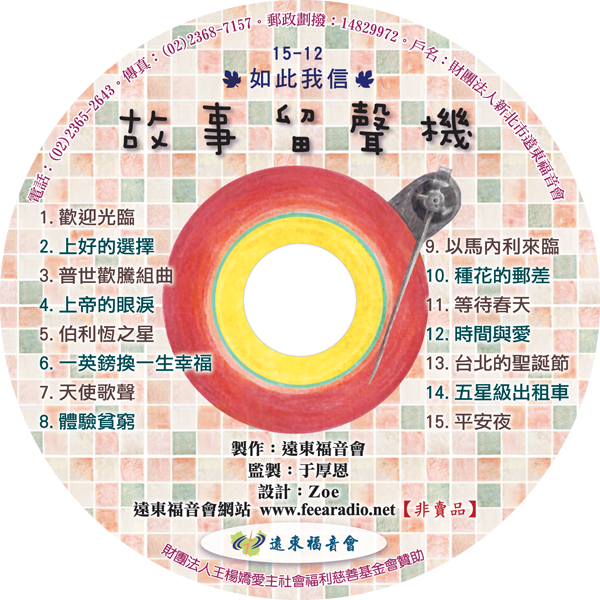 電話：(02)2365-2643。傳真：(02)2368-7157。郵政劃撥：14829972。戶名：財團法人新北市遠東福音會
15-12
如此我信
故事留聲機
1. 歡迎光臨
2. 上好的選擇
3. 普世歡騰組曲
4. 上帝的眼淚
5. 伯利恆之星
6. 一英鎊換一生幸福
7. 天使歌聲
8. 體驗貧窮
9. 以馬內利來臨
10. 種花的郵差
11. 等待春天
12. 時間與愛
13. 台北的聖誕節
14. 五星級出租車
15. 平安夜
製作：遠東福音會
監製：于厚恩
設計：Zoe
遠東福音會網站 www.feearadio.net【非賣品】
遠東福音會
財團法人王楊嬌愛主社會福利慈善基金會贊助